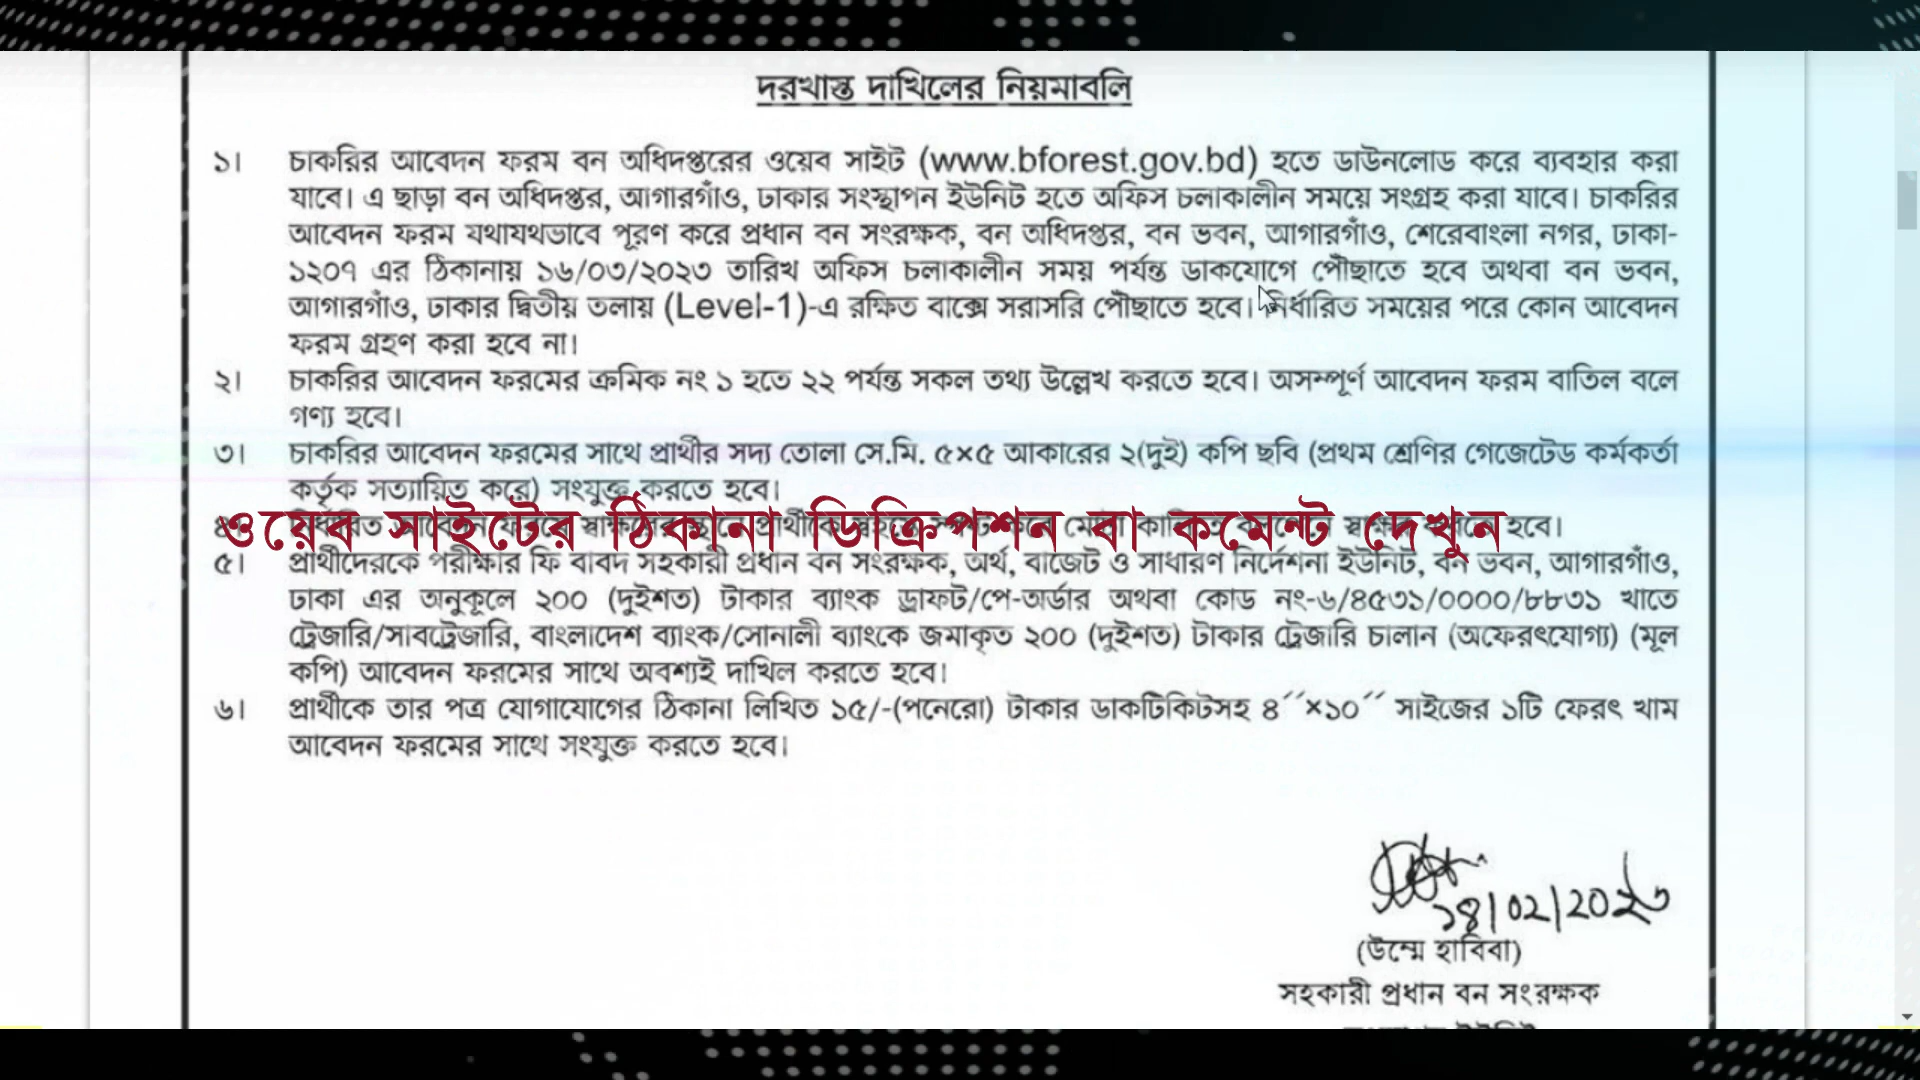 দরখাস্ত দাখিলের নিয়মাবলি
১। চাকরির আবেদন ফরম বন অধিদপ্তরের ওয়েব সাইট (www.bforest.gov.bd) হতে ডাউনলোড করে ব্যবহার করা
যাবে। এ ছাড়া বন অধিদপ্তর, আগারগাঁও, ঢাকার সংস্থাপন ইউনিট হতে অফিস চলাকালীন সময়ে সংগ্রহ করা যাবে। চাকরির
আবেদন ফরম যথাযথভাবে পূরণ করে প্রধান বন সংরক্ষক, বন অধিদপ্তর, বন ভবন, আগারগাঁও, শেরেবাংলা নগর, ঢাকা-
১২০৭ এর ঠিকানায় ১৬/০৩/২০২৩ তারিখ অফিস চলাকালীন সময় পর্যন্ত ডাকযোগে পৌঁছাতে হবে অথবা বন ভবন,
আগারগাঁও, ঢাকার দ্বিতীয় তলায় (Level-1)-এ রক্ষিত বাক্সে সরাসরি পৌঁছাতে হবে। নির্ধারিত সময়ের পরে কোন আবেদন
ফরম গ্রহণ করা হবে না।
২। চাকরির আবেদন ফরমের ক্রমিক নং ১ হতে ২২ পর্যন্ত সকল তথ্য উল্লেখ করতে হবে। অসম্পূর্ণ আবেদন ফরম বাতিল বলে
গণ্য হবে।
৩। চাকরির আবেদন ফরমের সাথে প্রার্থীর সদ্য তোলা সে.মি. ৫×৫ আকারের ২(দুই) কপি ছবি (প্রথম শ্রেণির গেজেটেড কর্মকর্তা
কর্তৃক সত্যায়িত করে) সংযুক্ত করতে হবে।
ওয়েব সাইটের ঠিকানা ডিক্রিপশন বা কমেন্ট দেখুন
৪। নির্ধারিত আবেদন প্রার্থীকে হবে।
৫। প্রার্থীদেরকে পরীক্ষার ফি বাবদ সহকারী প্রধান বন সংরক্ষক, অর্থ, বাজেট ও সাধারণ নির্দেশনা ইউনিট, বন ভবন, আগারগাঁও,
ঢাকা এর অনুকূলে ২০০ (দুইশত) টাকার ব্যাংক ড্রাফট/পে-অর্ডার অথবা কোড নং-৬/৪৫৩১/০০০০/৮৮৩১ খাতে
ট্রেজারি/সাবট্রেজারি, বাংলাদেশ ব্যাংক/সোনালী ব্যাংকে জমাকৃত ২০০ (দুইশত) টাকার ট্রেজারি চালান (অফেরৎযোগ্য) (মূল
কপি) আবেদন ফরমের সাথে অবশ্যই দাখিল করতে হবে।
৬। প্রার্থীকে তার পত্র যোগাযোগের ঠিকানা লিখিত ১৫/-(পনেরো) টাকার ডাকটিকিটসহ ৪´´×১০´´ সাইজের ১টি ফেরৎ খাম
আবেদন ফরমের সাথে সংযুক্ত করতে হবে।
১৪/০২/২০২৩
(উম্মে হাবিবা)
সহকারী প্রধান বন সংরক্ষক